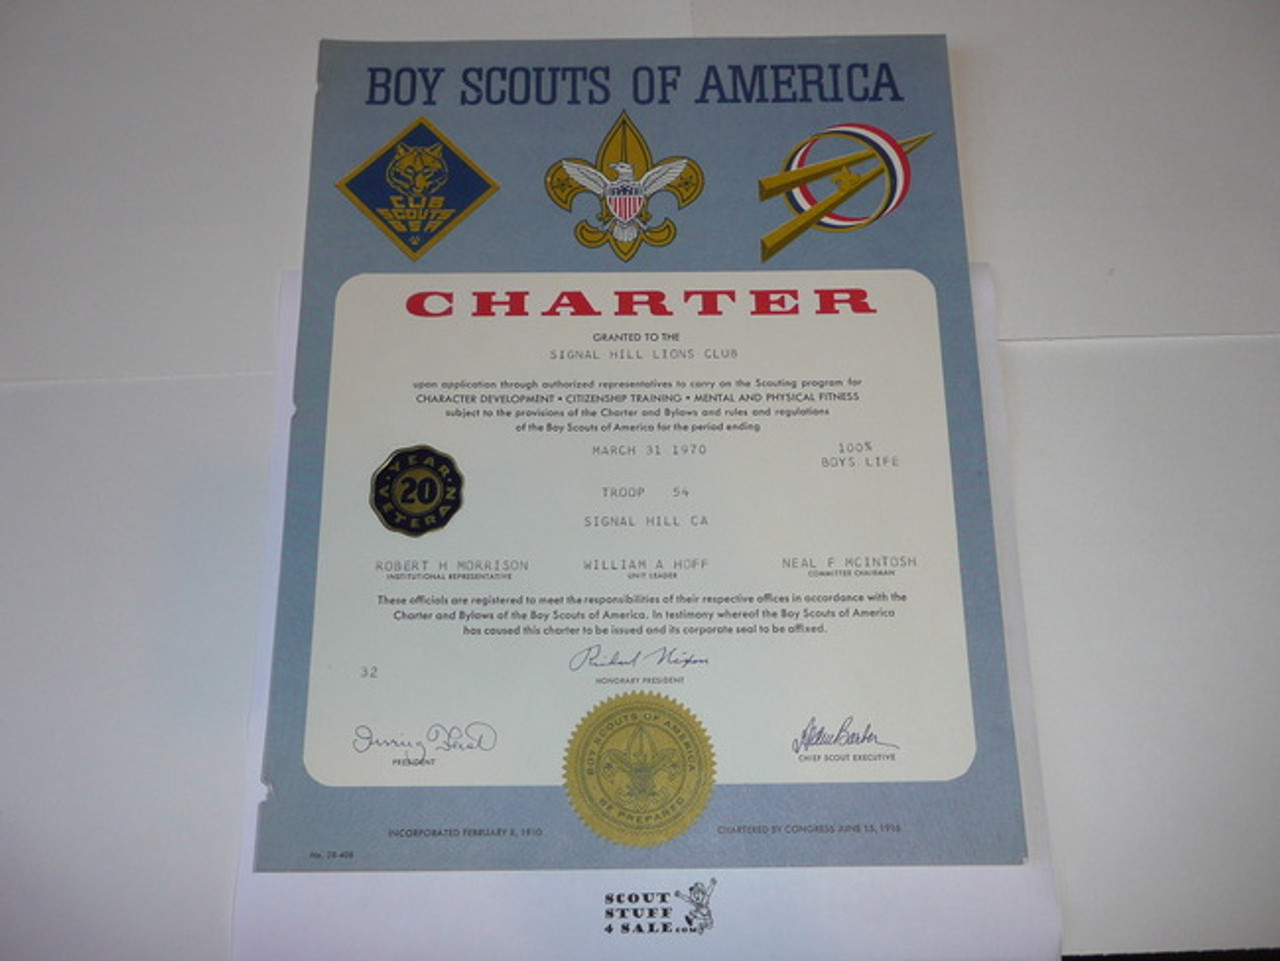 BOY SCOUTS OF AMERICA
CUB
SCOUTS
BSA
CHARTER
GRANTED TO THE
SIGNAL HILL LIONS CLUB
upon application through authorized representatives to carry on the Scouting program for
CHARACTER DEVELOPMENT • CITIZENSHIP TRAINING • MENTAL AND PHYSICAL FITNESS
subject to the provisions of the Charter and Bylaws and rules and regulations
of the Boy Scouts of America for the period ending
MARCH 31 1970
100%
BOYS LIFE
YEAR
20
VETERAN
TROOP 54
SIGNAL HILL CA
ROBERT H MORRISON
INSTITUTIONAL REPRESENTATIVE
WILLIAM A HOFF
UNIT LEADER
NEAL F MCINTOSH
COMMITTEE CHAIRMAN
These officials are registered to meet the responsibilities of their respective offices in accordance with the
Charter and Bylaws of the Boy Scouts of America. In testimony whereof the Boy Scouts of America
has caused this charter to be issued and its corporate seal to be affixed.
32
Richard Nixon
HONORARY PRESIDENT
Irving Feist
PRESIDENT
BOY SCOUTS OF AMERICA
BE PREPARED
Alden Barber
CHIEF SCOUT EXECUTIVE
INCORPORATED FEBRUARY 8, 1910
CHARTERED BY CONGRESS JUNE 15, 1916
No. 28-408
SCOUT
STUFF
4 SALE.COM